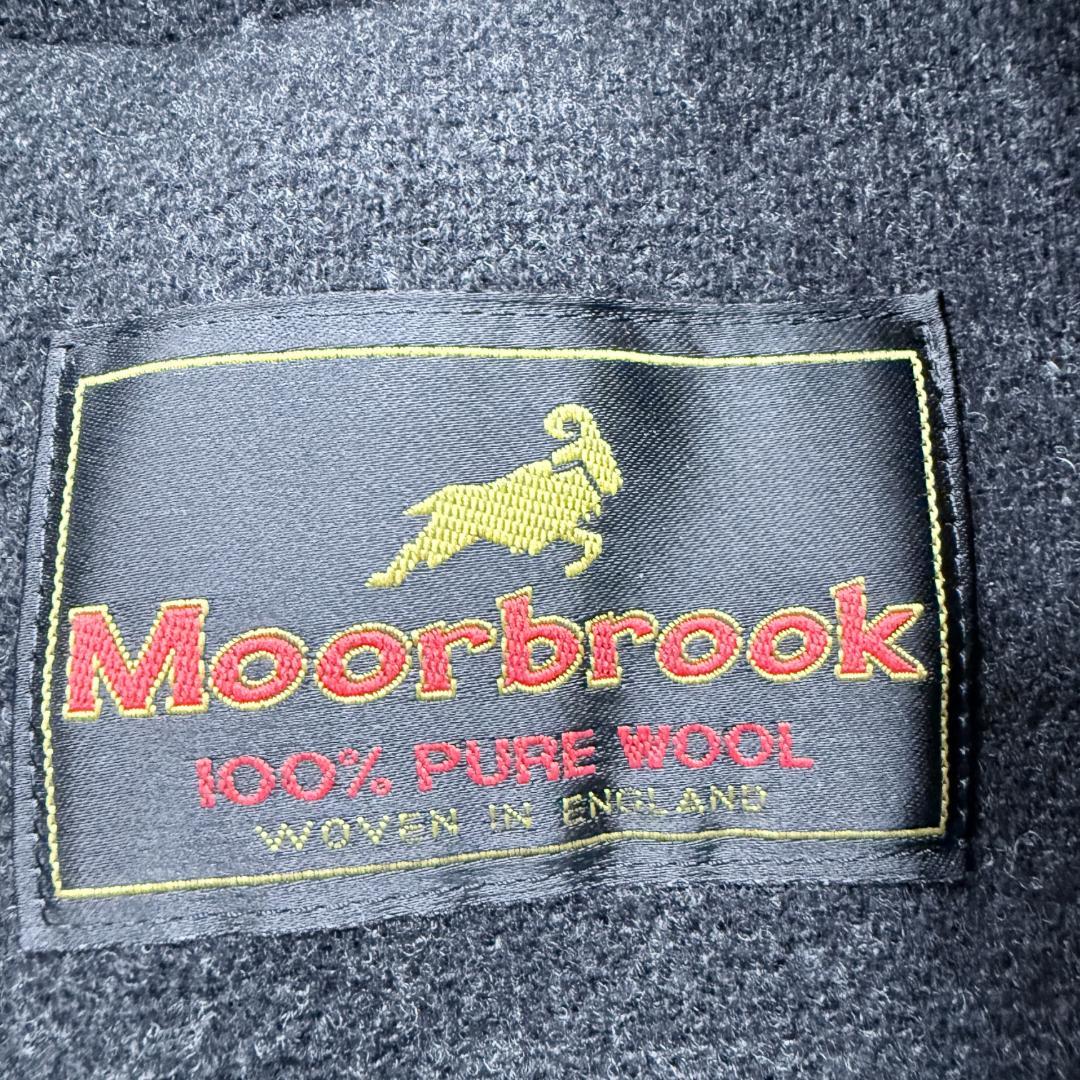 Moorbrook
100% PURE WOOL
WOVEN IN ENGLAND